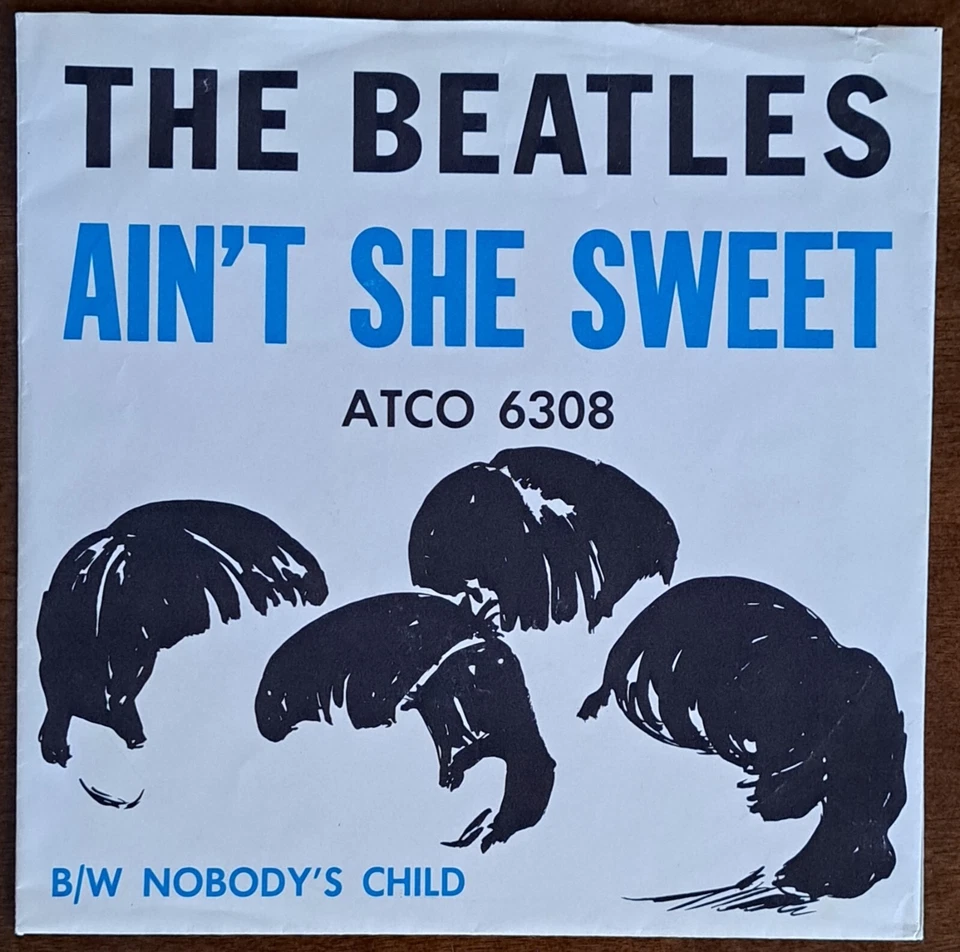 THE BEATLES
AIN'T SHE SWEET
ATCO 6308
B/W NOBODY'S CHILD